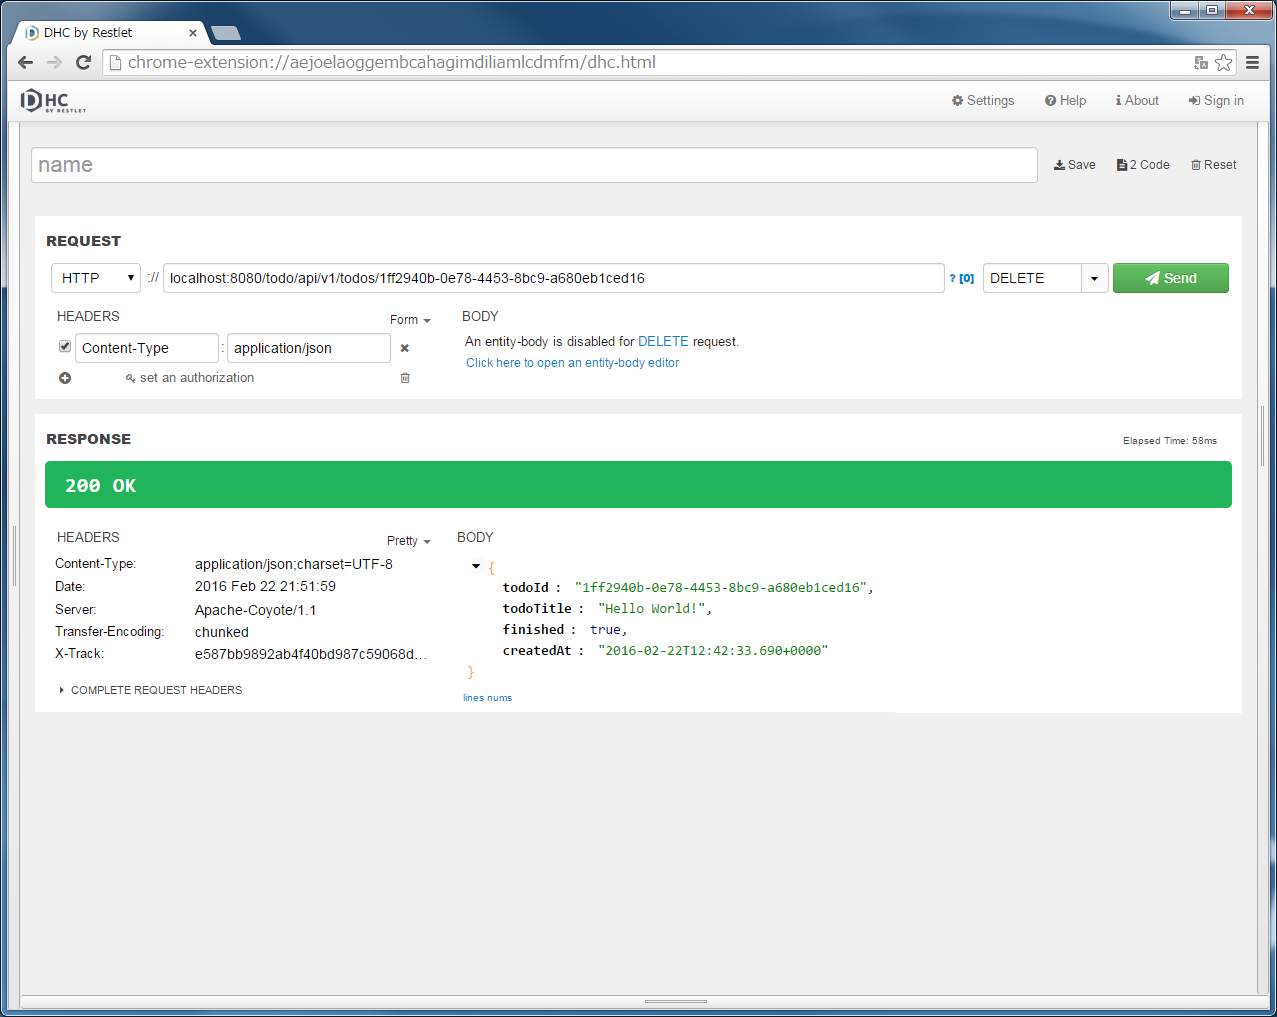 DHC by Restlet
chrome-extension://aejoelaoggembcahagimdiliamlcdmfm/dhc.html
DHC BY RESTLET
Settings Help About Sign in
name Save 2 Code Reset
REQUEST
HTTP :// localhost:8080/todo/api/v1/todos/1ff2940b-0e78-4453-8bc9-a680eb1ced16 ? [0] DELETE Send
HEADERS Form BODY
Content-Type : application/json An entity-body is disabled for DELETE request.
Click here to open an entity-body editor
set an authorization
RESPONSE
Elapsed Time: 58ms
200 OK
HEADERS Pretty
Content-Type: application/json;charset=UTF-8
Date: 2016 Feb 22 21:51:59
Server: Apache-Coyote/1.1
Transfer-Encoding: chunked
X-Track: e587bb9892ab4f40bd987c59068d...
COMPLETE REQUEST HEADERS
BODY
{
todoId : "1ff2940b-0e78-4453-8bc9-a680eb1ced16",
todoTitle : "Hello World!",
finished : true,
createdAt : "2016-02-22T12:42:33.690+0000"
}
lines nums